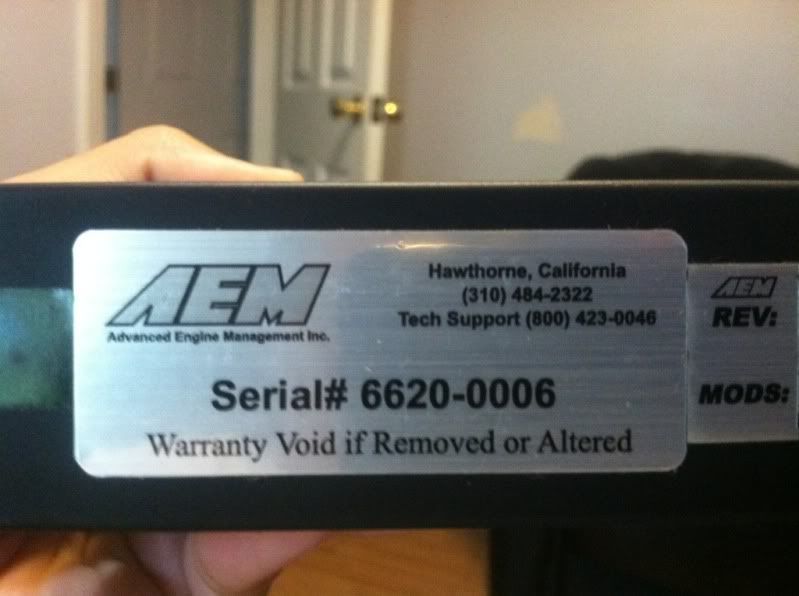 AEM
Advanced Engine Management Inc.
Hawthorne, California
(310) 484-2322
Tech Support (800) 423-0046
Serial# 6620-0006
Warranty Void if Removed or Altered
AEM
REV:
MODS: